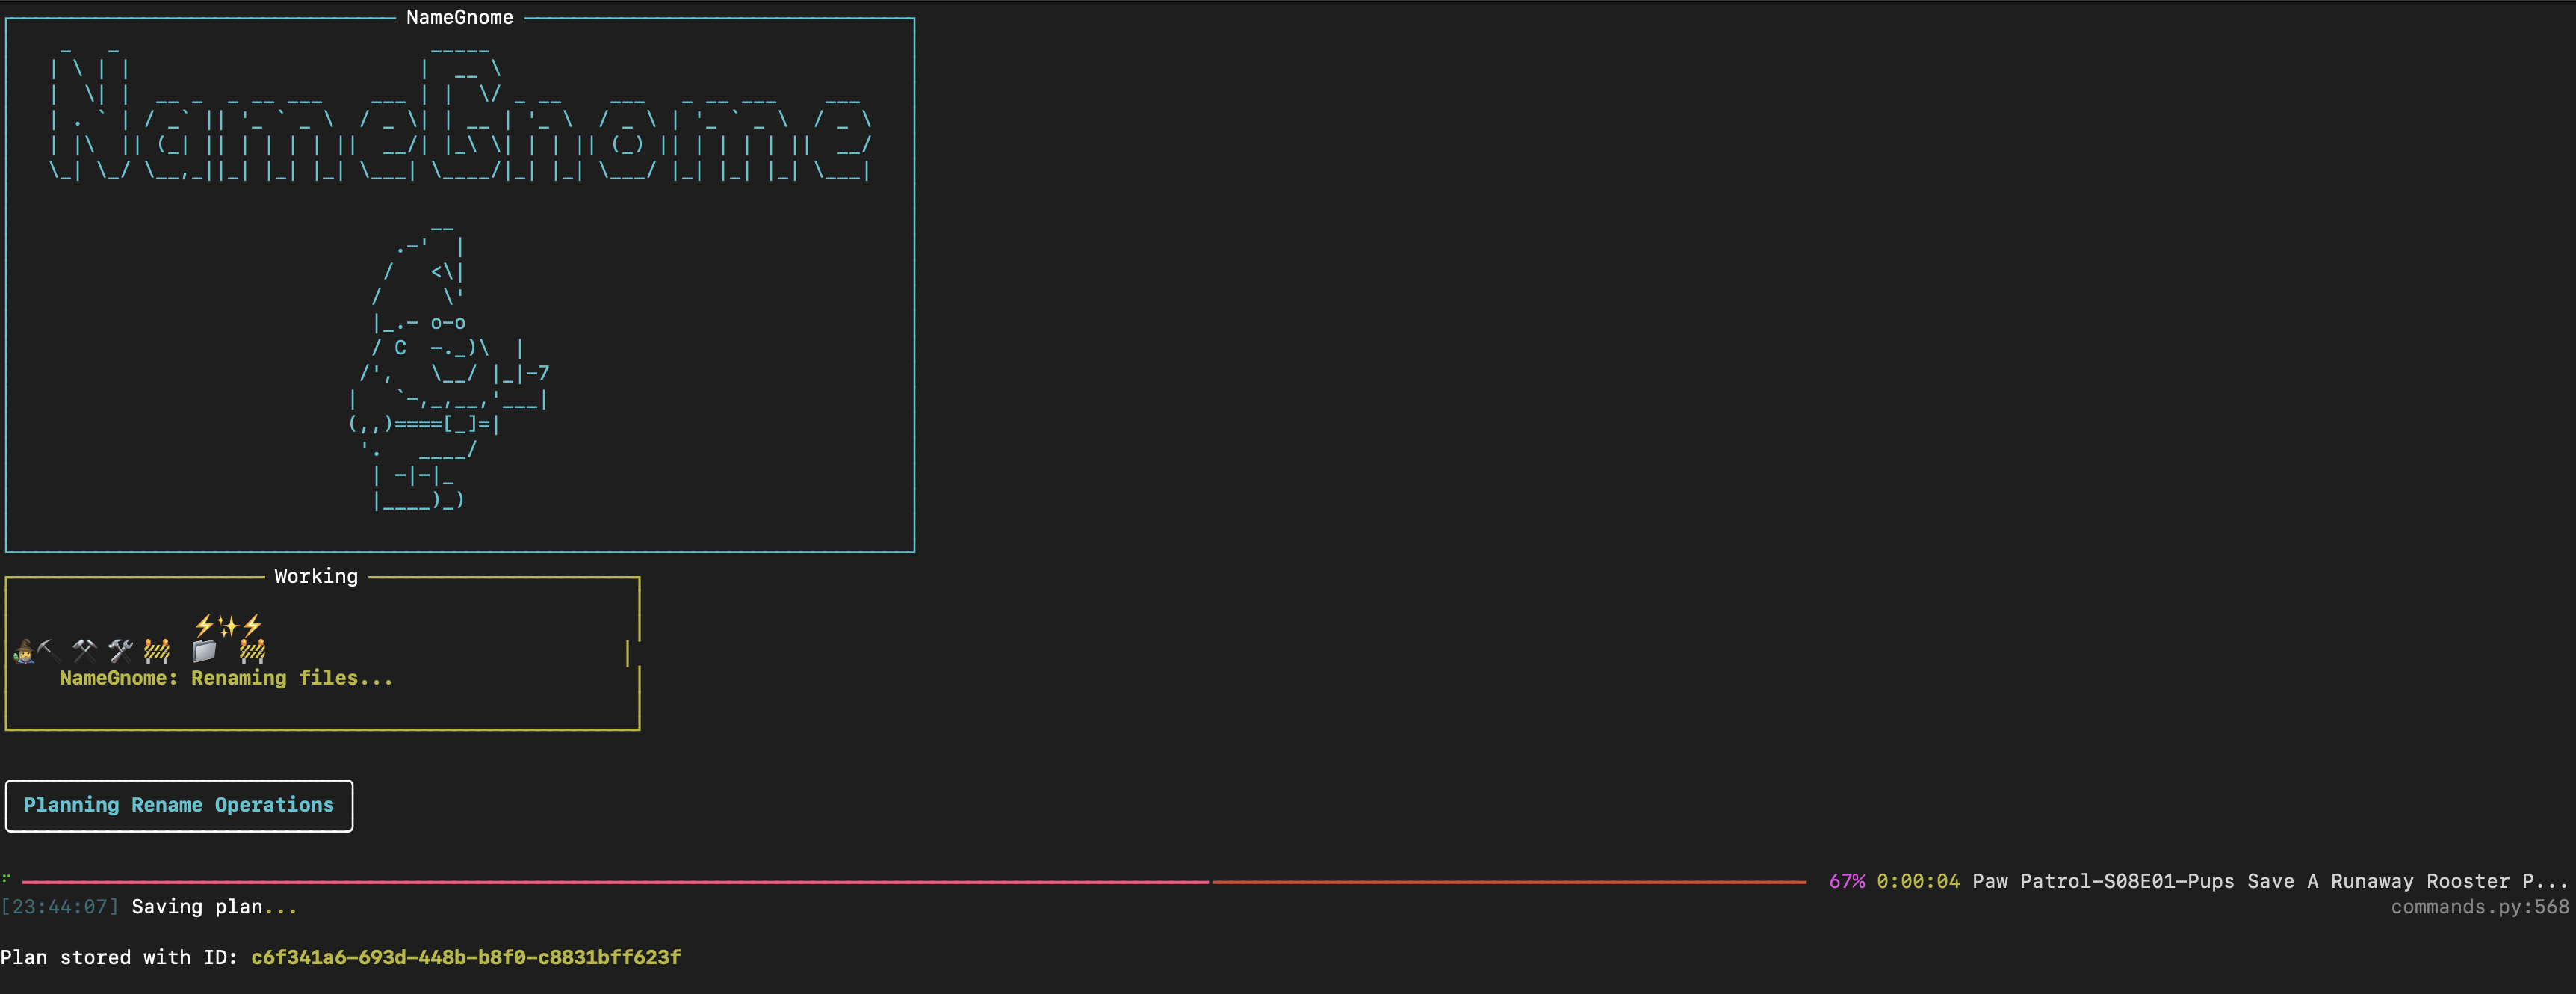 NameGnome
NameGnome
Working
NameGnome: Renaming files...
Planning Rename Operations
67% 0:00:04 Paw Patrol-S08E01-Pups Save A Runaway Rooster P...
[23:44:07] Saving plan... commands.py:568
Plan stored with ID: c6f341a6-693d-448b-b8f0-c8831bff623f